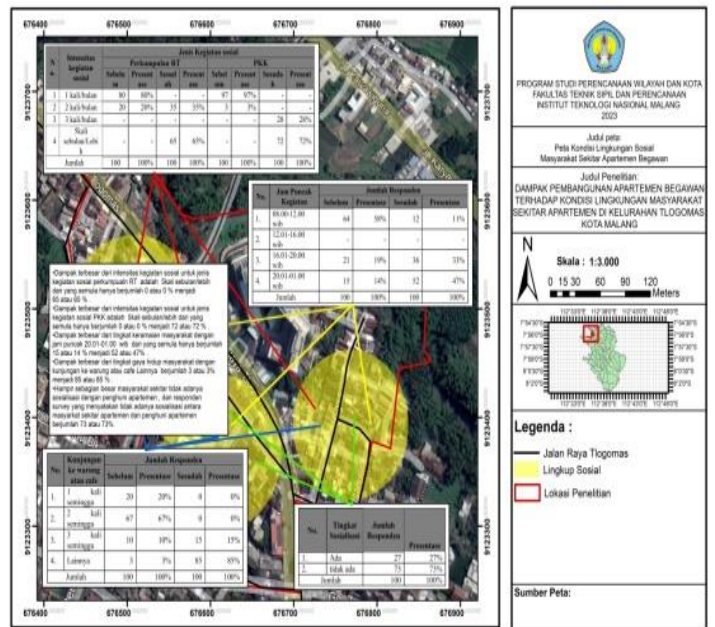 676400 676500 676600 676700 676800 676900
9123700
9123600
9123500
9123400
9123300
Intensitas kegiatan sosial
Jenis Kegiatan sosial
Perkumpulan RT PKK
1 1 kali/bulan 80 80% - - 97 97% - -
2 2 kali/bulan 20 20% 35 35% 3 3% - -
3 3 kali/bulan - - - - - - 28 28%
4 5kali sebulan/Lebih - - 65 65% - - 72 72%
Jumlah 100 100% 100 100% 100 100% 100 100%
No. Jam Puncak Kegiatan Jumlah Responden
Sebelum Presentase Sesudah Presentase
1. 08.00-12.00 wib 64 58% 12 11%
2. 12.01-16.00 wib - - - -
3. 16.01-20.00 wib 21 19% 36 33%
4. 20.01-01.00 wib 15 14% 52 47%
Jumlah 100 100% 100 100%
•Dampak terbesar dari intensitas kegiatan sosial untuk jenis
kegiatan sosial perkumpulan RT adalah 5kali sebulan/lebih
dan yang semula hanya berjumlah 0 atau 0 % menjadi
65 atau 65 %
•Dampak terbesar dari intensitas kegiatan sosial untuk jenis
kegiatan sosial PKK adalah 5kali sebulan/lebih dari yang
semula hanya berjumlah 0 atau 0 % menjadi 72 atau 72 %
•Dampak terbesar dari tingkat keramaian masyarakat dengan
jam puncak 20.01-01.00 wib dan yang semula hanya berjumlah
15 atau 14 % menjadi 52 atau 47%
•Dampak terbesar dari tingkat gaya hidup masyarakat dengan
kunjungan ke warung atau cafe Lainnya berjumlah 3 atau 3%
menjadi 85 atau 85 %
•Hampir sebagian besar masyarakat sekitar tidak adanya
sosialisasi dengan penghuni apartemen, dari responden
survey yang menyatakan tidak adanya sosialisasi antara
masyarkat sekitar apartemen dan penghuni apartemen
berjumlah 73 atau 73%
No. Kunjungan ke warung atau cafe Jumlah Responden
Sebelum Presentase Sesudah Presentase
1. 1 kali seminggu 20 20% 0 0%
2. 2 kali seminggu 67 67% 0 0%
3. 3 kali seminggu 10 10% 15 15%
4. Lainnya 3 3% 85 85%
Jumlah 100 100% 100 100%
No. Tingkat Sosialisasi Jumlah Responden Presentase
1. Ada 27 27%
2. tidak ada 73 73%
Jumlah 100 100%
676400 676500 676600 676700 676800 676900
PROGRAM STUDI PERENCANAAN WILAYAH DAN KOTA
FAKULTAS TEKNIK SIPIL DAN PERENCANAAN
INSTITUT TEKNOLOGI NASIONAL MALANG
2023
Judul peta:
Peta Kondisi Lingkungan Sosial
Masyarakat Sekitar Apartemen Begawan
Judul Penelitian:
DAMPAK PEMBANGUNAN APARTEMEN BEGAWAN
TERHADAP KONDISI LINGKUNGAN MASYARAKAT
SEKITAR APARTEMEN DI KELURAHAN TLOGOMAS
KOTA MALANG
N
Skala : 1:3.000
0 15 30 60 90 120
Meters
Legenda :
Jalan Raya Tlogomas
Lingkup Sosial
Lokasi Penelitian
Sumber Peta: